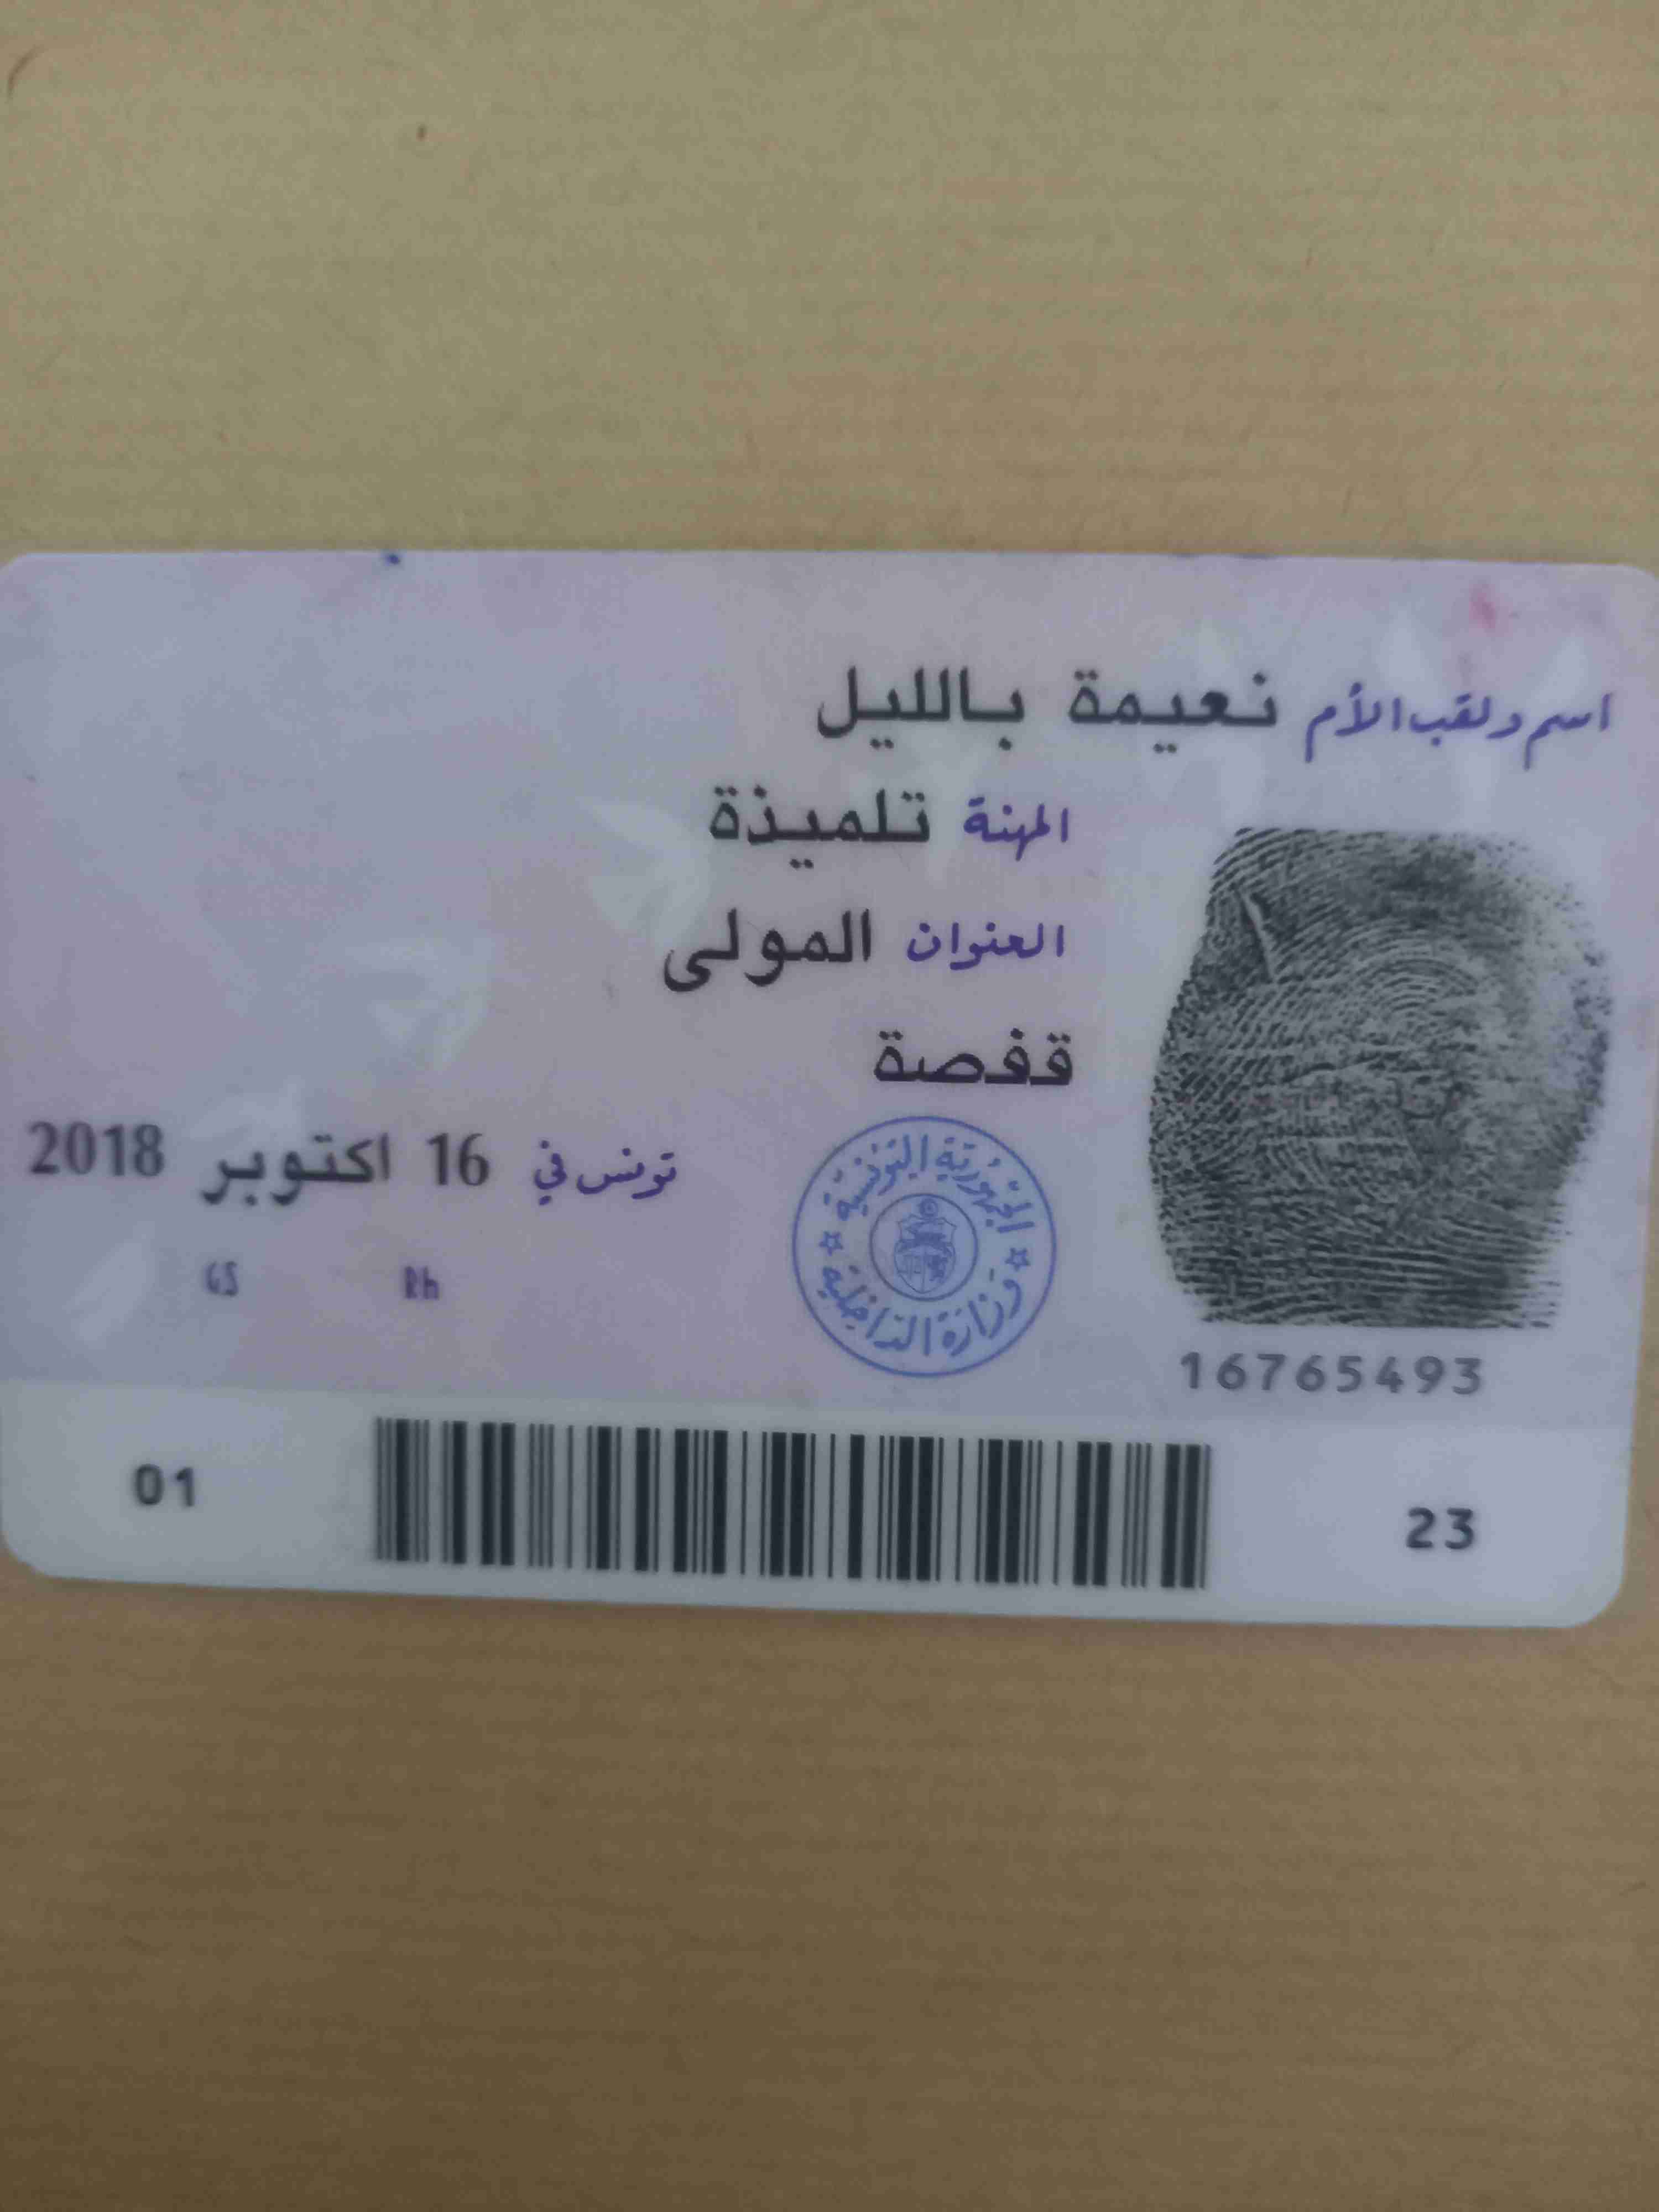 اسم ولقب الأم نعيمة بالليل
المهنة تلميذة
العنوان المولى
قفصة
تونس في 16 اكتوبر 2018
الجمهورية التونسية
وزارة الداخلية
Rh
GS
16765493
01
23